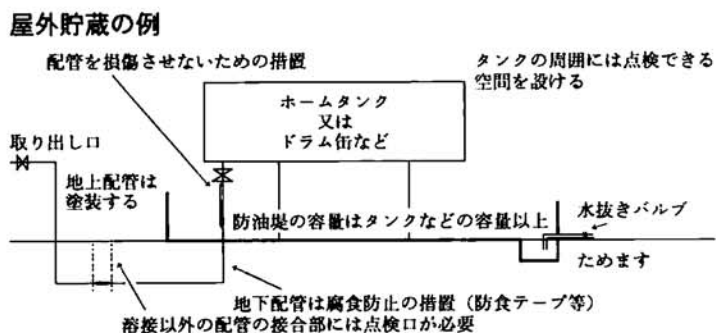 屋外貯蔵の例
配管を損傷させないための措置
タンクの周囲には点検できる
空間を設ける
ホームタンク
又は
ドラム缶など
取り出し口
地上配管は
塗装する
防油堤の容量はタンクなどの容量以上
水抜きバルブ
ためます
地下配管は腐食防止の措置（防食テープ等）
溶接以外の配管の接合部には点検口が必要